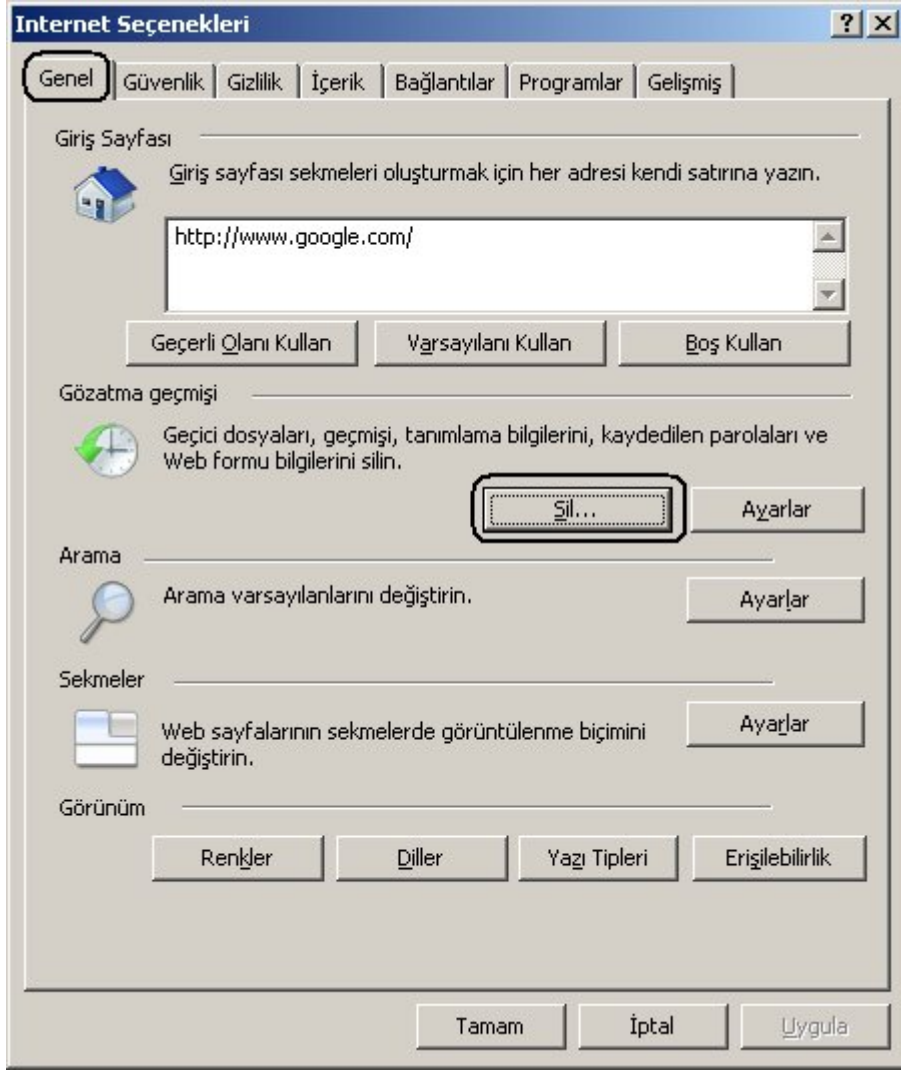 Internet Seçenekleri
Genel Güvenlik Gizlilik İçerik Bağlantılar Programlar Gelişmiş
Giriş Sayfası
Giriş sayfası sekmeleri oluşturmak için her adresi kendi satırına yazın.
http://www.google.com/
Geçerli Olanı Kullan Varsayılanı Kullan Boş Kullan
Gözatma geçmişi
Geçici dosyaları, geçmişi, tanımlama bilgilerini, kaydedilen parolaları ve
Web formu bilgilerini silin.
Sil... Ayarlar
Arama
Arama varsayılanlarını değiştirin.
Ayarlar
Sekmeler
Web sayfalarının sekmelerde görüntülenme biçimini
değiştirin.
Ayarlar
Görünüm
Renkler Diller Yazı Tipleri Erişilebilirlik
Tamam İptal Uygula